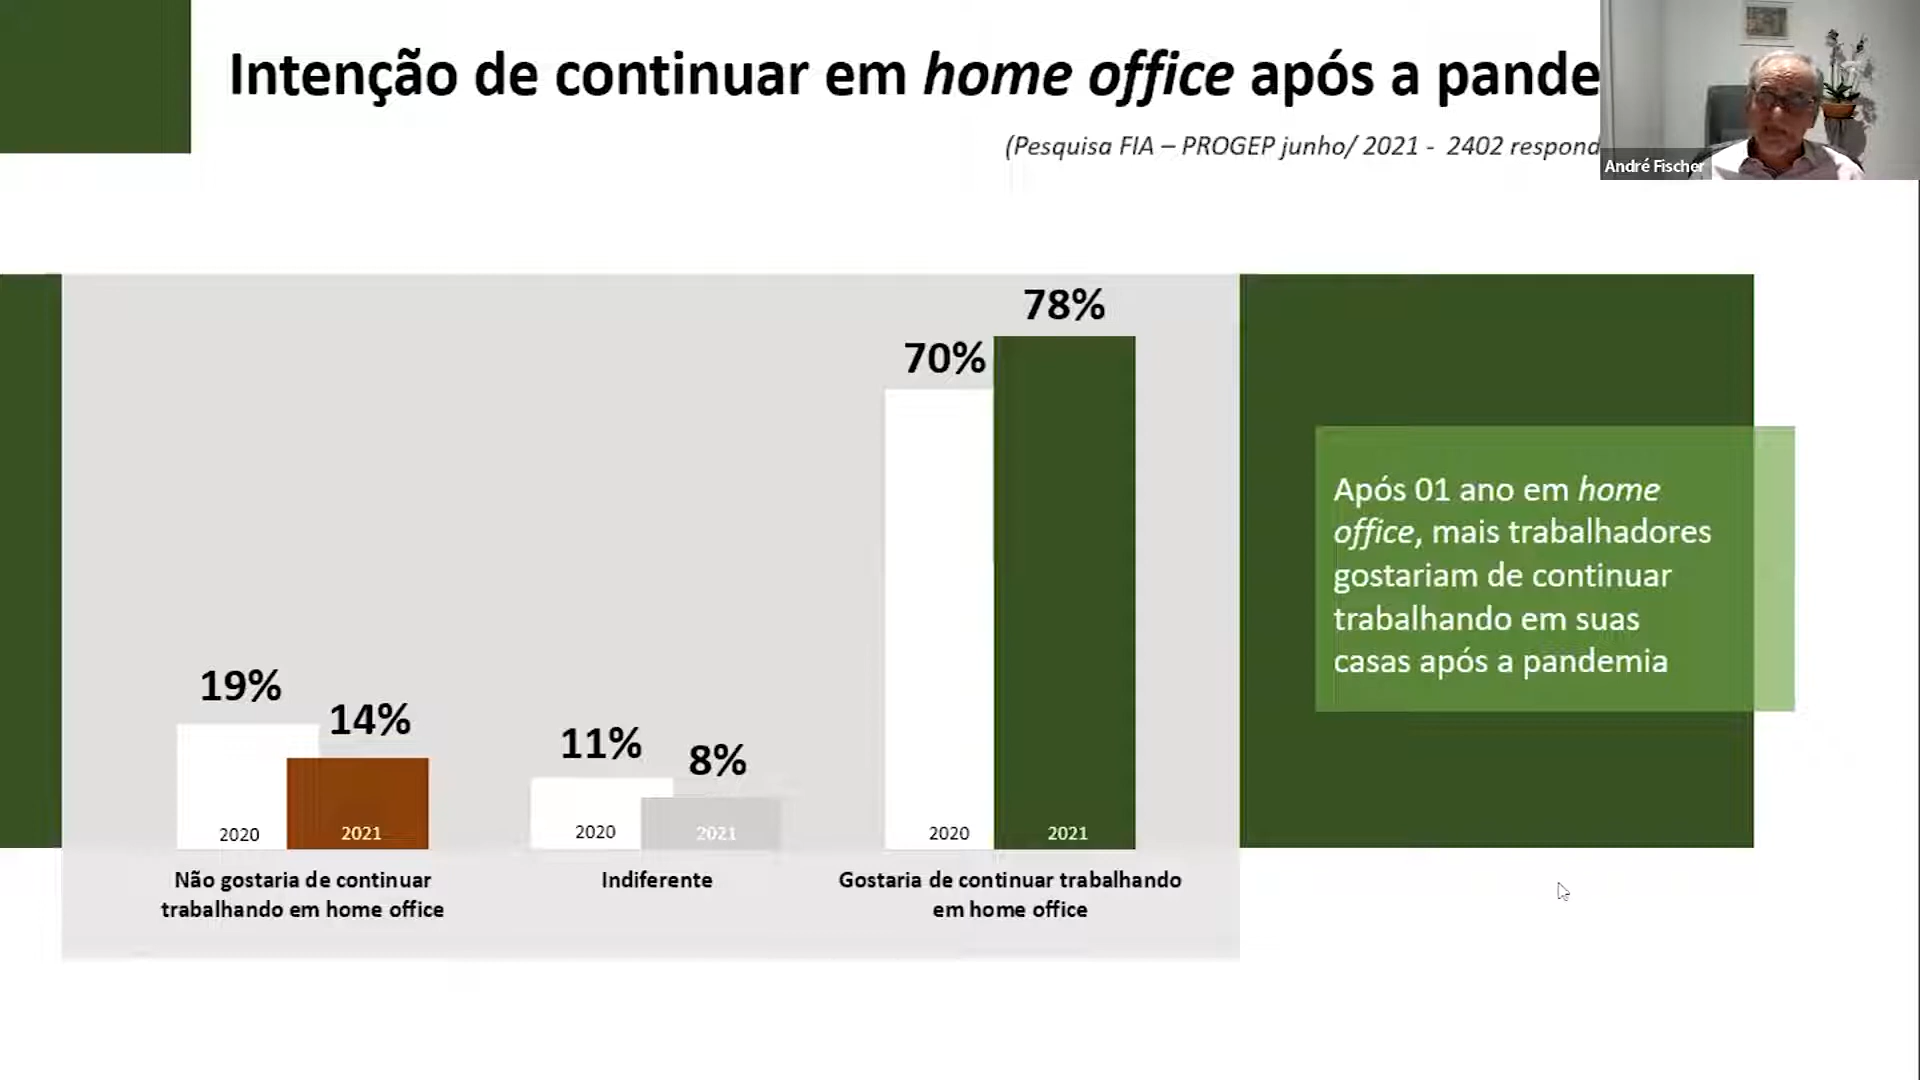 Intenção de continuar em home office após a pande
(Pesquisa FIA – PROGEP junho/ 2021 - 2402 respond
André Fischer
78%
70%
19%
14%
11%
8%
2020
2021
2020
2021
2020
2021
Não gostaria de continuar
trabalhando em home office
Indiferente
Gostaria de continuar trabalhando
em home office
Após 01 ano em home
office, mais trabalhadores
gostariam de continuar
trabalhando em suas
casas após a pandemia